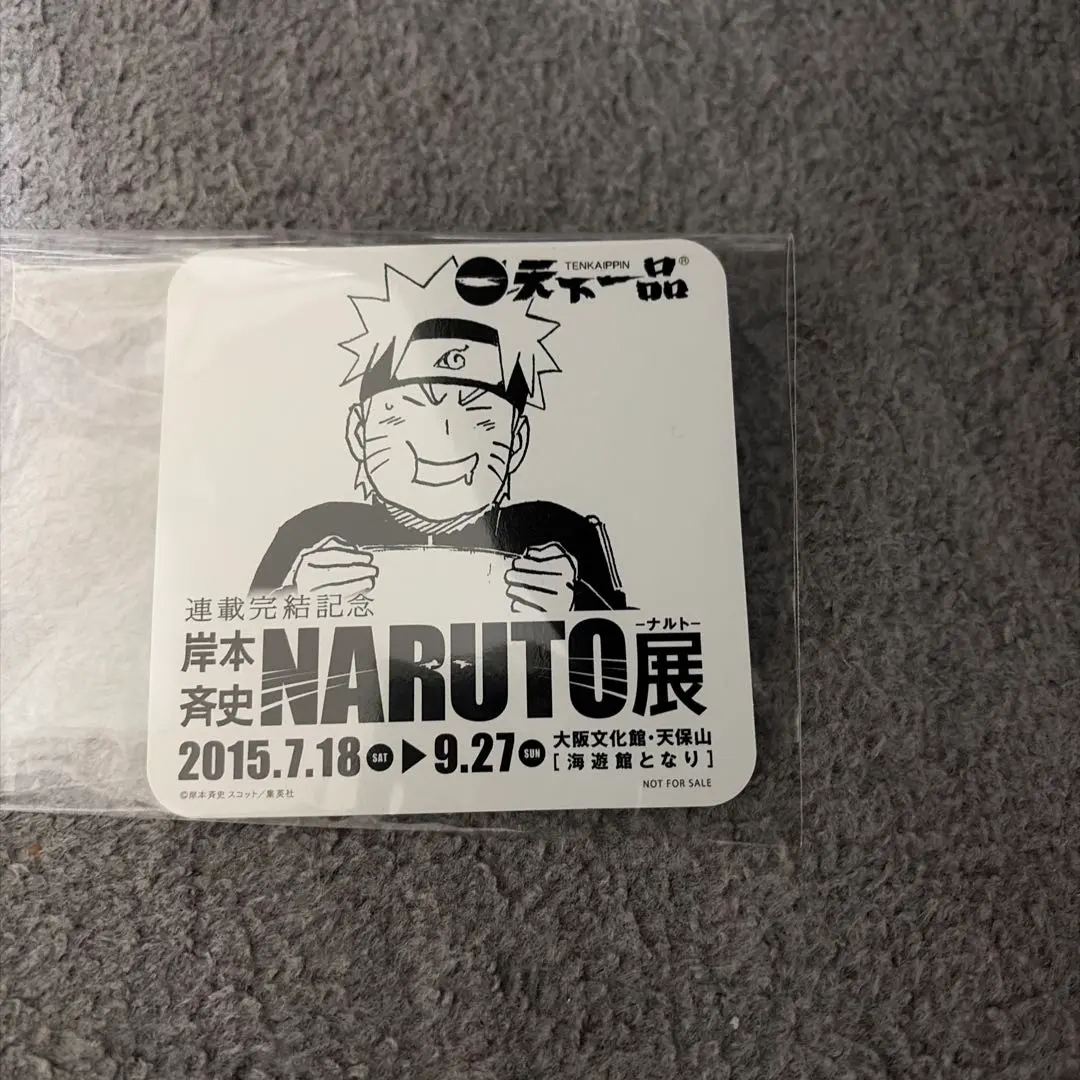 TENKAIPPIN
天下一品®
連載完結記念
岸本
斉史
NARUTO
-ナルト-
展
2015.7.18 SAT ▶ 9.27 SUN
大阪文化館・天保山
[海遊館となり]
NOT FOR SALE
©岸本斉史 スコット/集英社